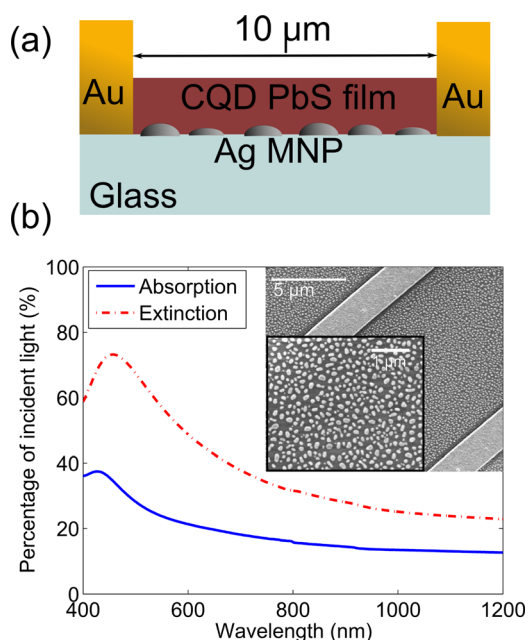 (a)
10 μm
Au
CQD PbS film
Au
Ag MNP
Glass
(b)
Percentage of incident light (%)
100
80
60
40
20
0
Absorption
Extinction
5 μm
1 μm
400
600
800
1000
1200
Wavelength (nm)